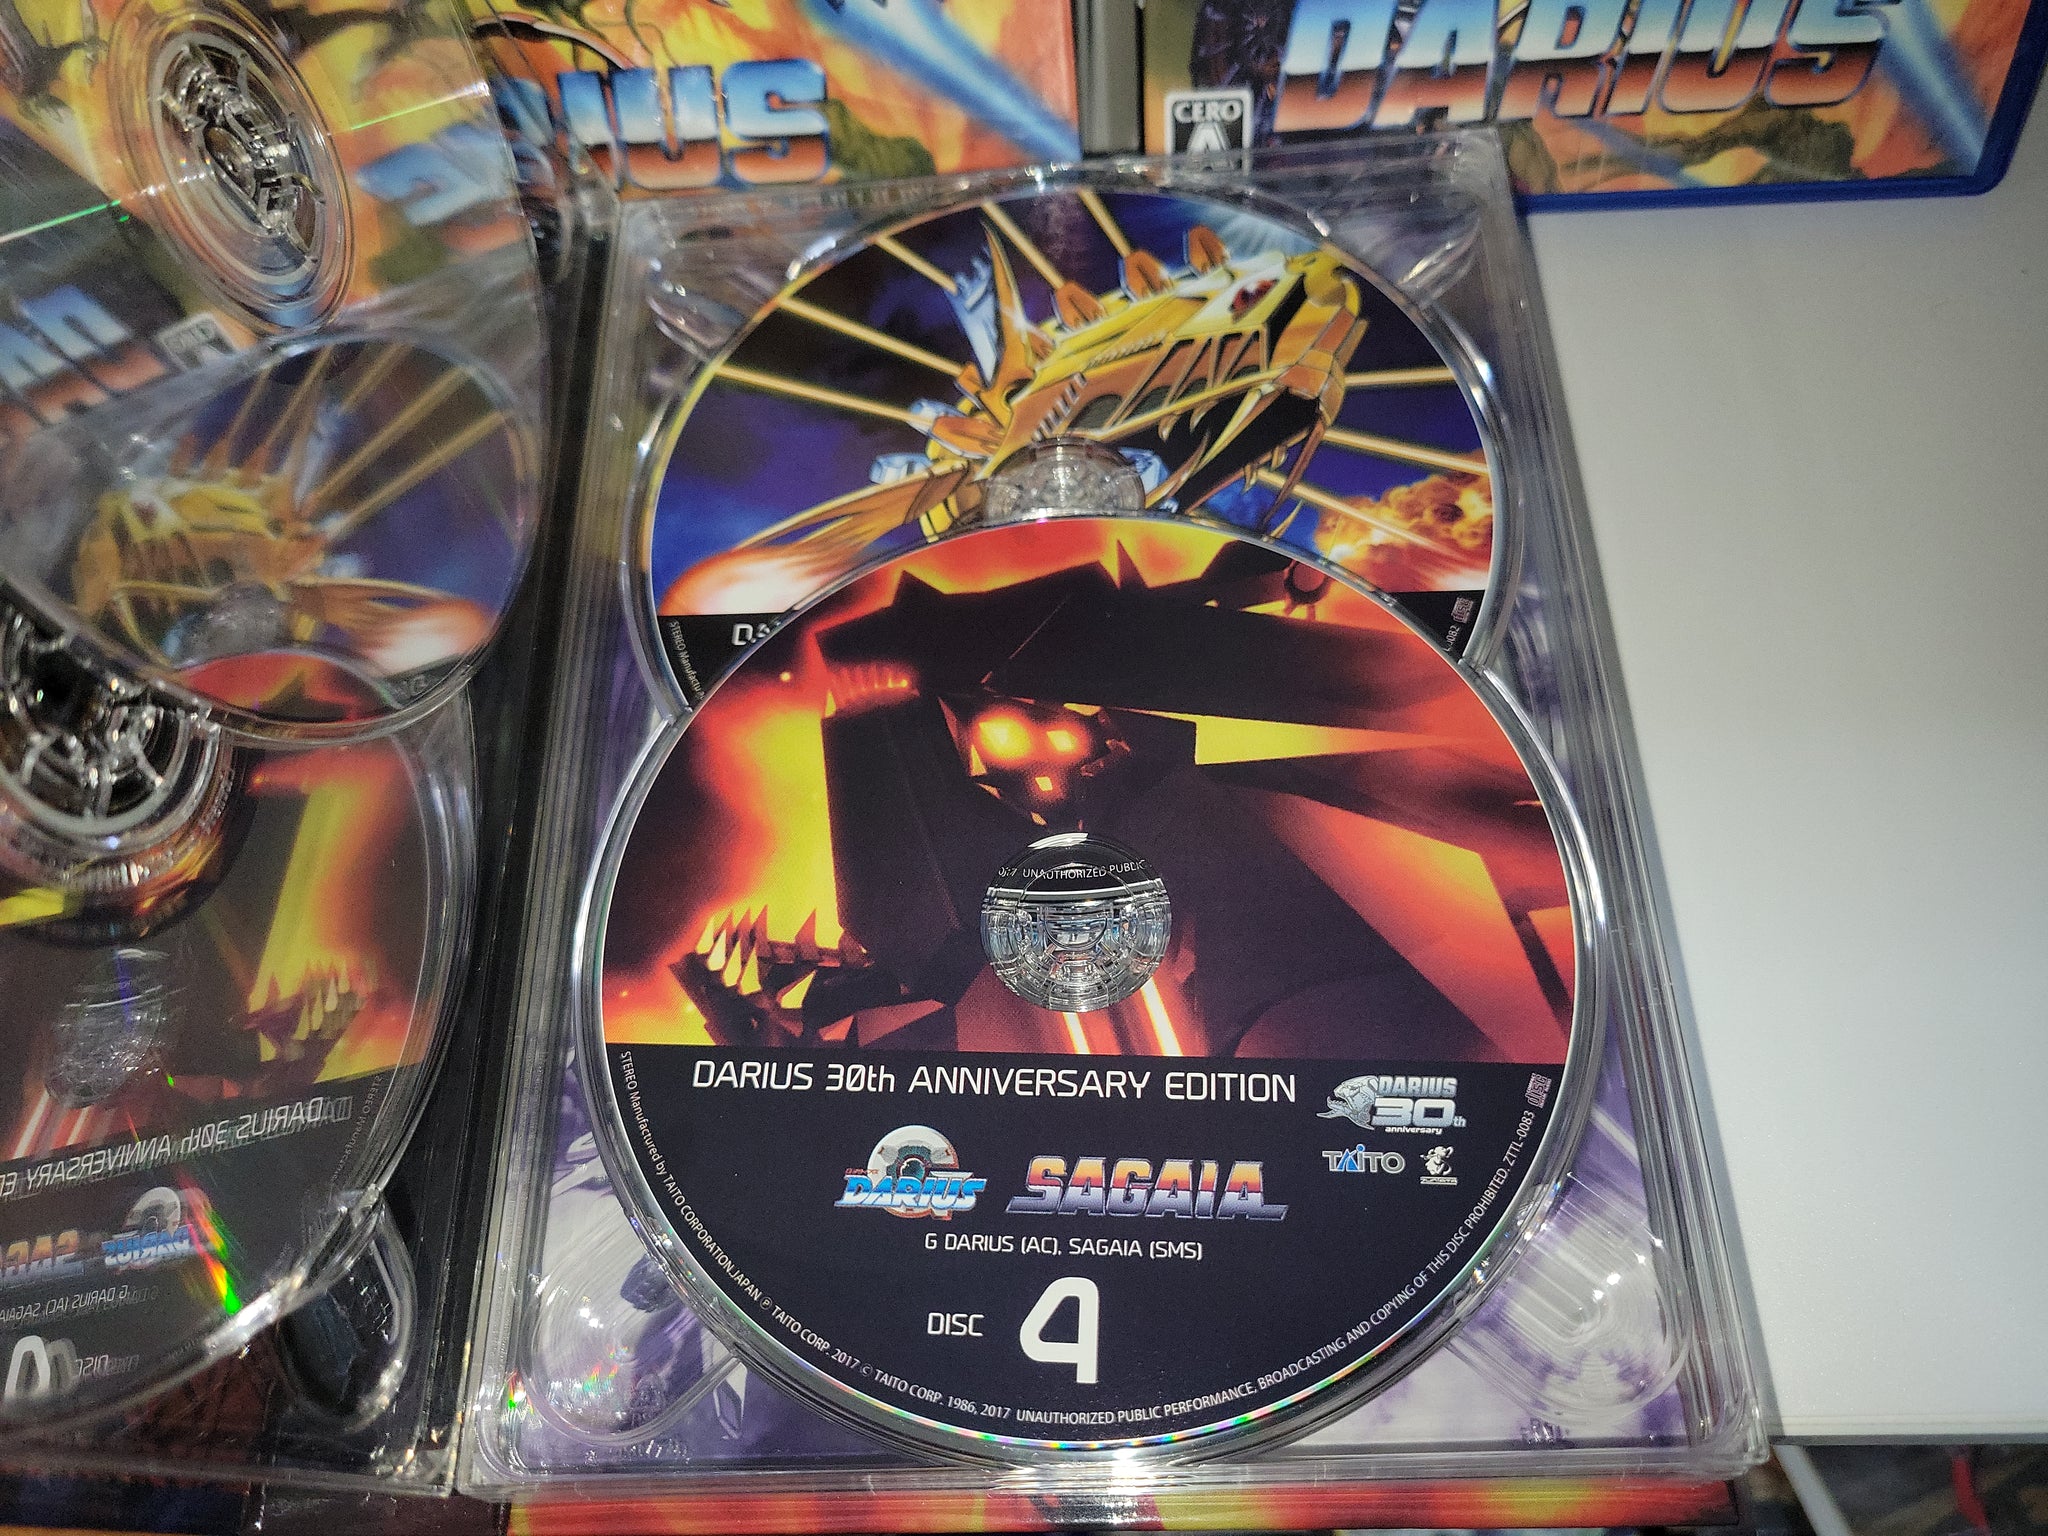 DARIUS
CERO
A
IUS
DARIUS 30th ANNIVERSARY EDITION
DARIUS
30th
anniversary
TAITO
ZUNTATA
DARIUS
SAGAIA
G DARIUS (AC), SAGAIA (SMS)
DISC 4
STEREO Manufactured by TAITO CORPORATION, JAPAN Ⓟ TAITO CORP. 2017 © TAITO CORP. 1986, 2017 UNAUTHORIZED PUBLIC PERFORMANCE, BROADCASTING AND COPYING OF THIS DISC PROHIBITED. ZTTL-0083